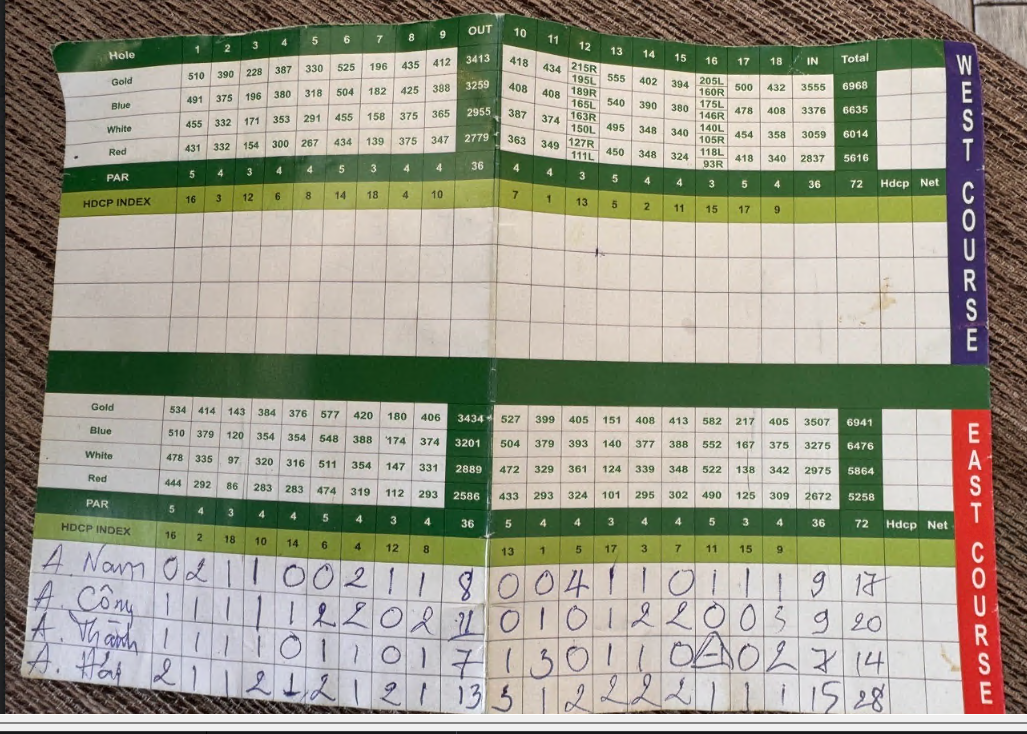 Hole 1 2 3 4 5 6 7 8 9 OUT 10 11 12 13 14 15 16 17 18 IN Total
Gold 510 390 228 387 330 525 196 435 412 3413 418 434 215R 195L 555 402 394 205L 160R 500 432 3555 6968
Blue 491 375 196 380 318 504 182 425 388 3259 408 408 189R 165L 540 390 380 175L 146R 478 408 3376 6635
White 455 332 171 353 291 455 158 375 365 2955 387 374 163R 150L 495 348 340 140L 105R 454 358 3059 6014
Red 431 332 154 300 267 434 139 375 347 2779 363 349 127R 111L 450 348 324 118L 93R 418 340 2837 5616
PAR 5 4 3 4 4 5 3 4 4 36 4 4 3 5 4 4 3 5 4 36 72 Hdcp Net
HDCP INDEX 16 3 12 6 8 14 18 4 10 7 1 13 5 2 11 15 17 9
WEST COURSE
Gold 534 414 143 384 376 577 420 180 406 3434 527 399 405 151 408 413 582 217 405 3507 6941
Blue 510 379 120 354 354 548 388 174 374 3201 504 379 393 140 377 388 552 167 375 3275 6476
White 478 335 97 320 316 511 354 147 331 2889 472 329 361 124 339 348 522 138 342 2975 5864
Red 444 292 86 283 283 474 319 112 293 2586 433 293 324 101 295 302 490 125 309 2672 5258
PAR 5 4 3 4 4 5 4 3 4 36 5 4 4 3 4 4 5 3 4 36 72 Hdcp Net
HDCP INDEX 16 2 18 10 14 6 4 12 8 13 1 5 17 3 7 11 15 9
A. Nam 0 2 1 1 0 0 2 1 1 8 0 0 4 1 1 0 1 1 1 9 17
A. Công 1 1 1 1 1 2 2 0 2 11 0 1 0 1 2 2 0 0 3 9 20
A. Thành 1 1 1 1 0 1 1 0 1 7 1 3 0 1 1 0 0 2 7 14
A. 2 1 1 2 1 2 1 2 1 13 3 1 2 2 2 2 1 1 1 15 28
EAST COURSE